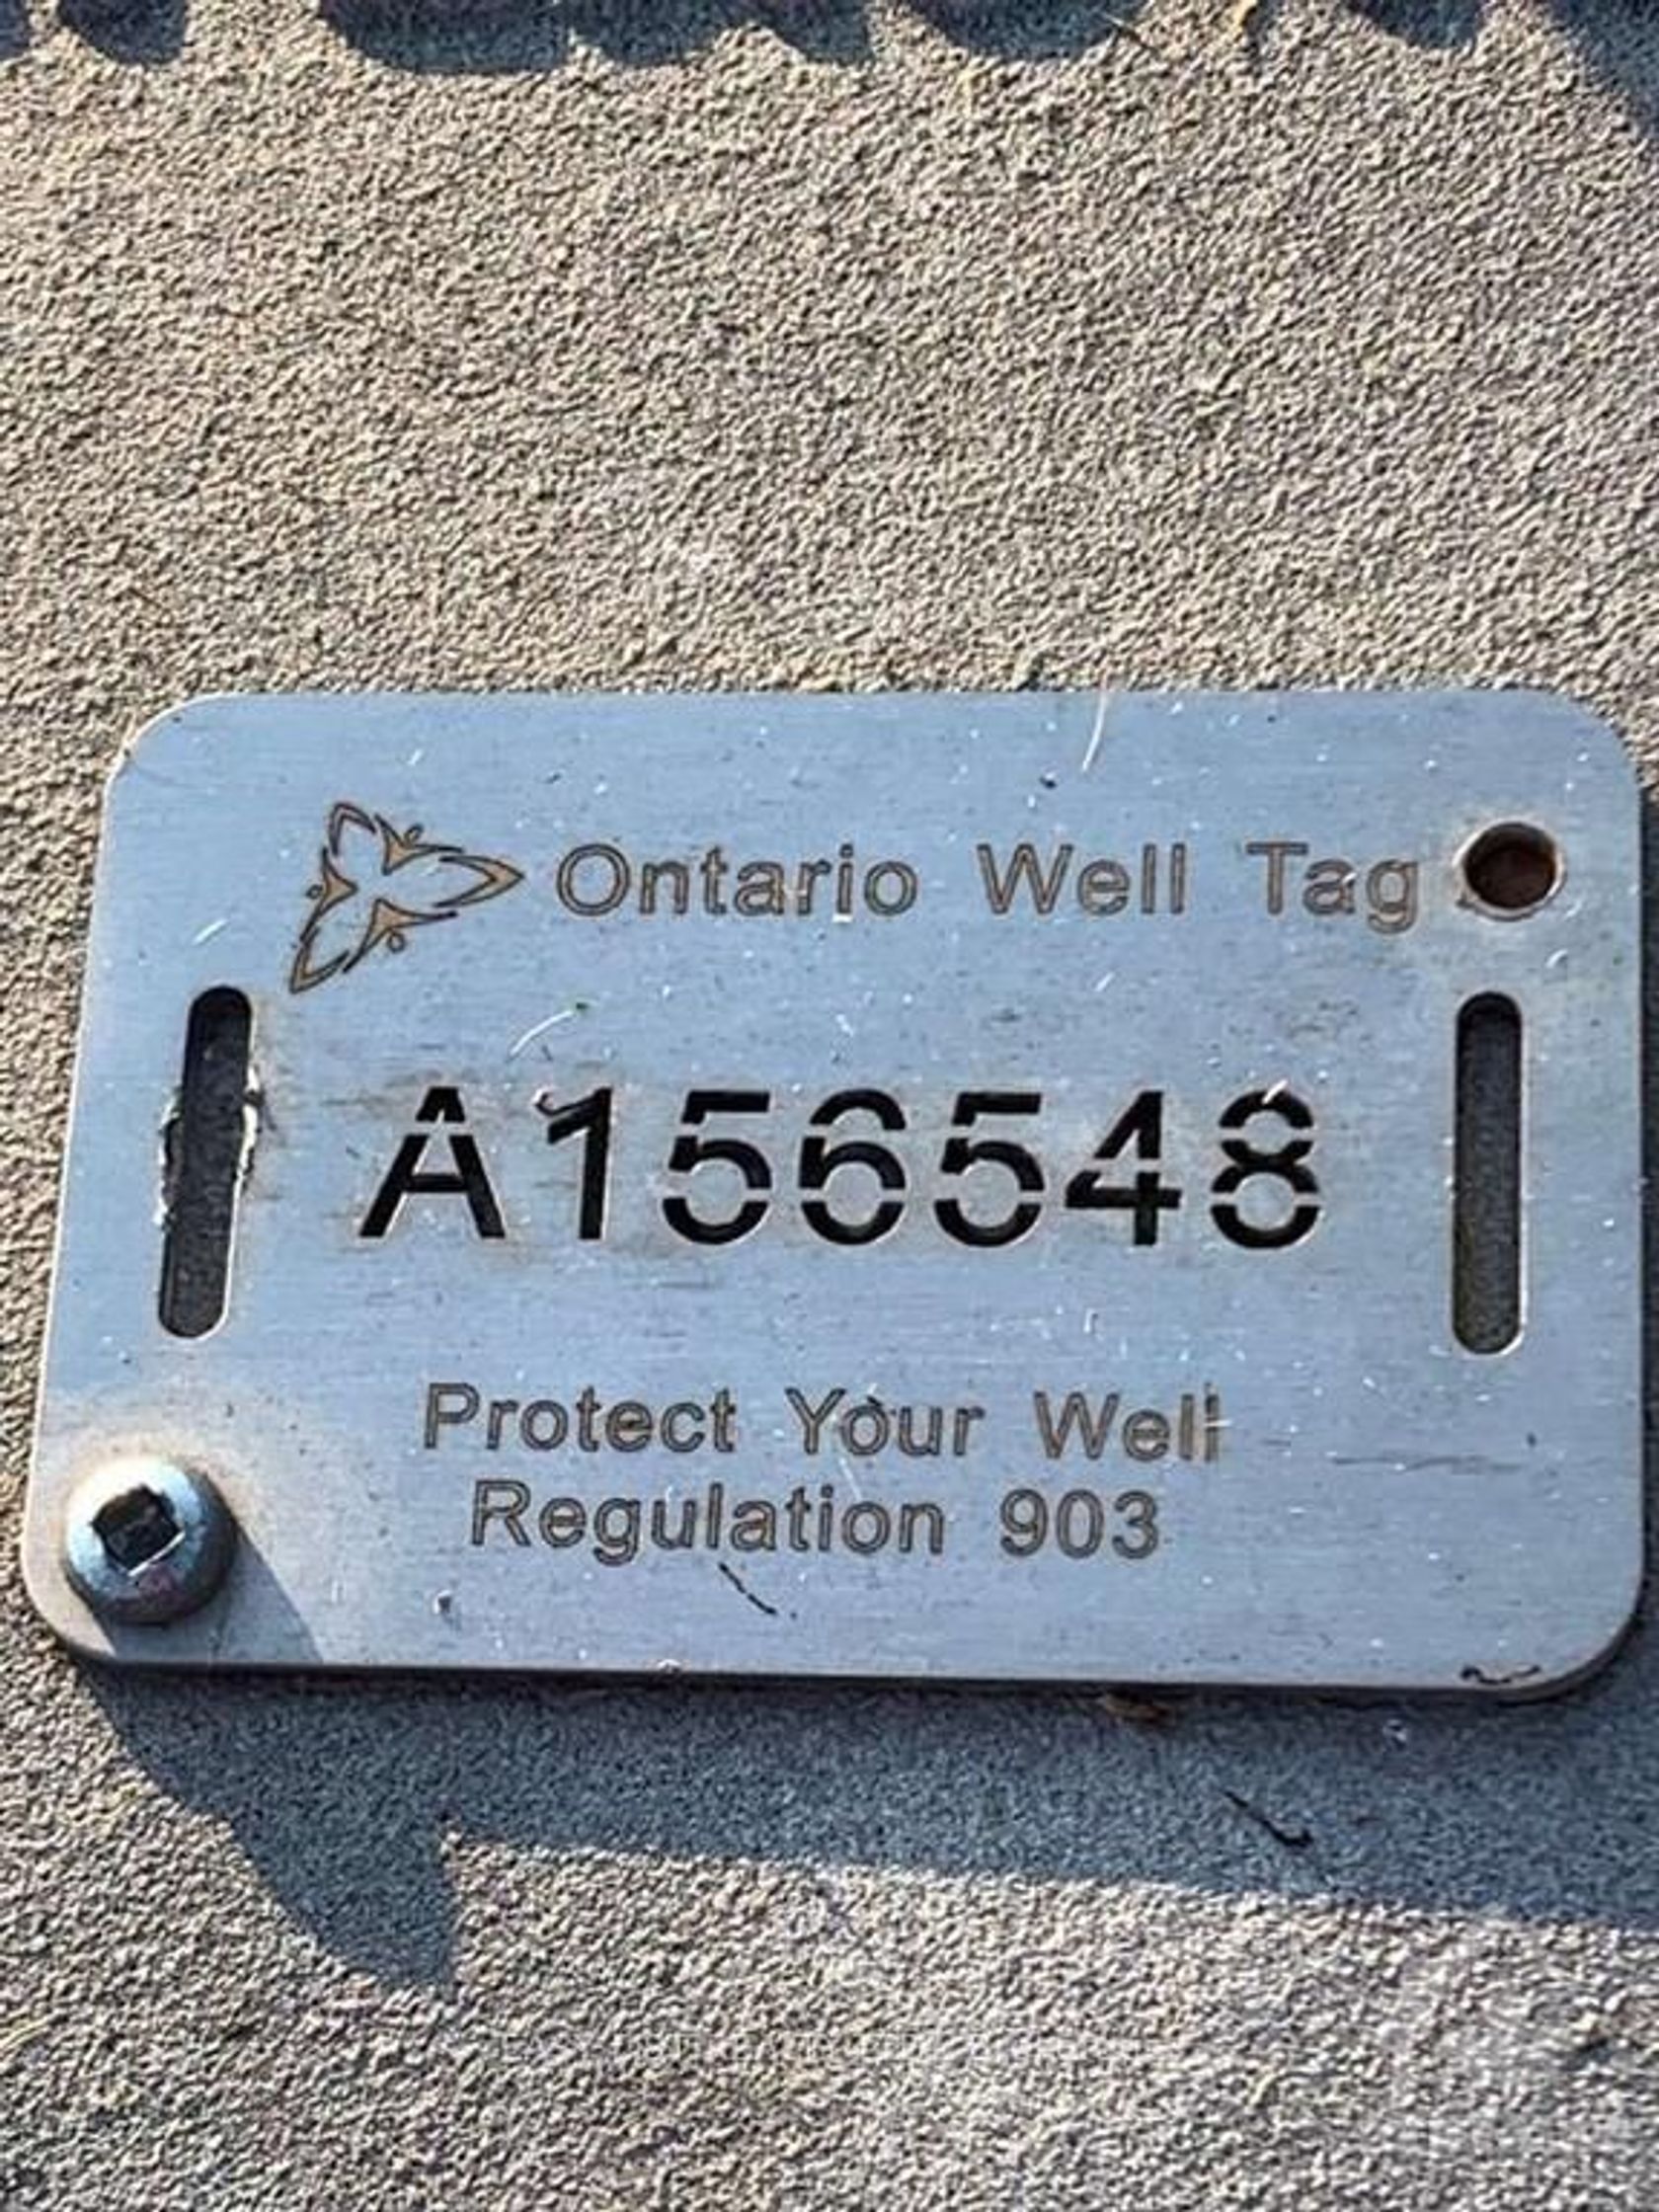 Ontario Well Tag
A156548
Protect Your Well
Regulation 903